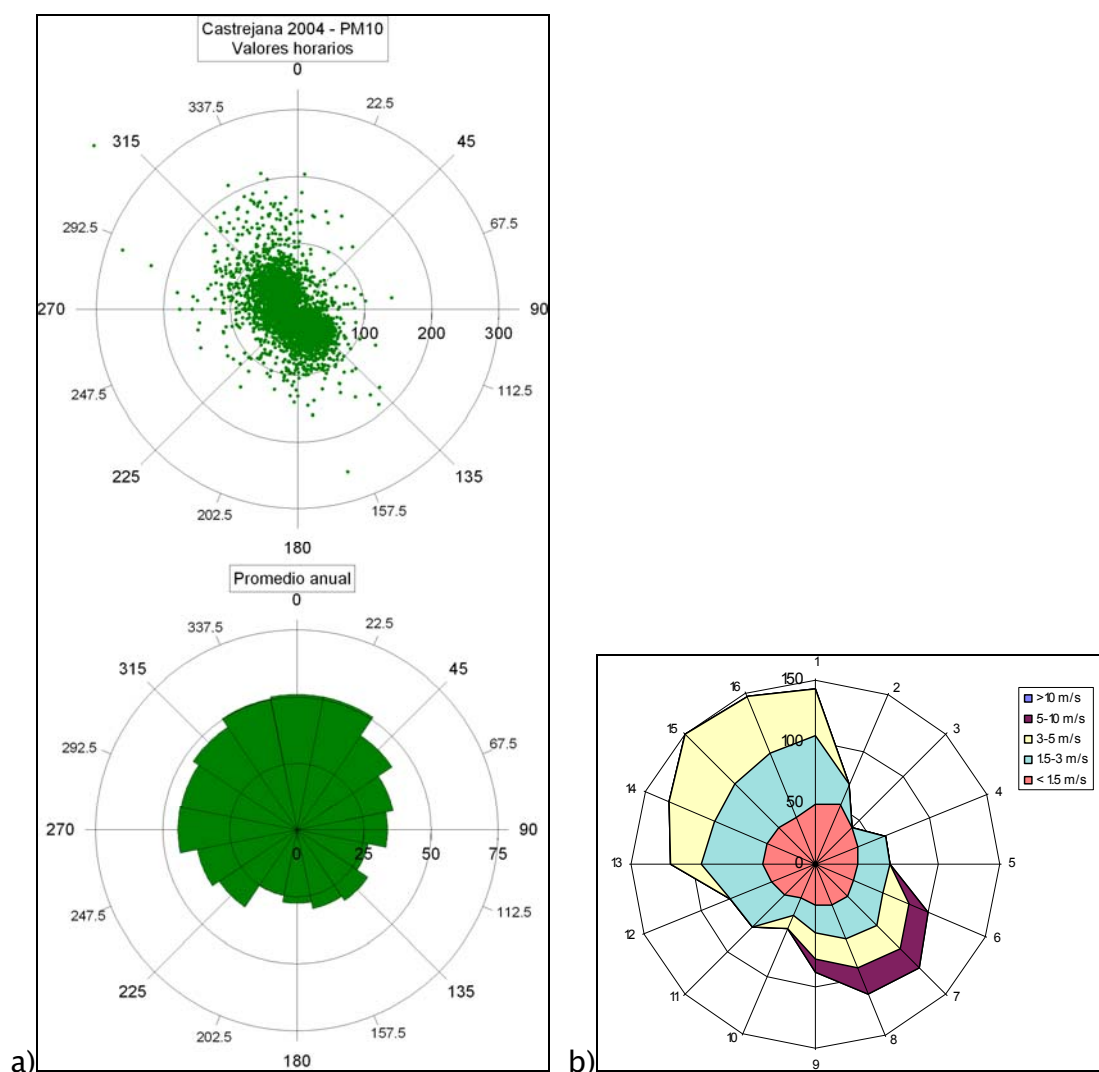 Castrejana 2004 - PM10
Valores horarios
0
337.5 22.5
315 45
292.5 67.5
270 90
100 200 300
247.5 112.5
225 135
202.5 157.5
180
Promedio anual
0
337.5 22.5
315 45
292.5 67.5
270 90
0 25 50 75
247.5 112.5
225 135
202.5 157.5
180
a)
1
150
16 2
15 3
100
14 4
50
13 0 5
12 6
11 7
10 8
9
>10 m/s
5-10 m/s
3-5 m/s
1.5-3 m/s
< 1.5 m/s
b)